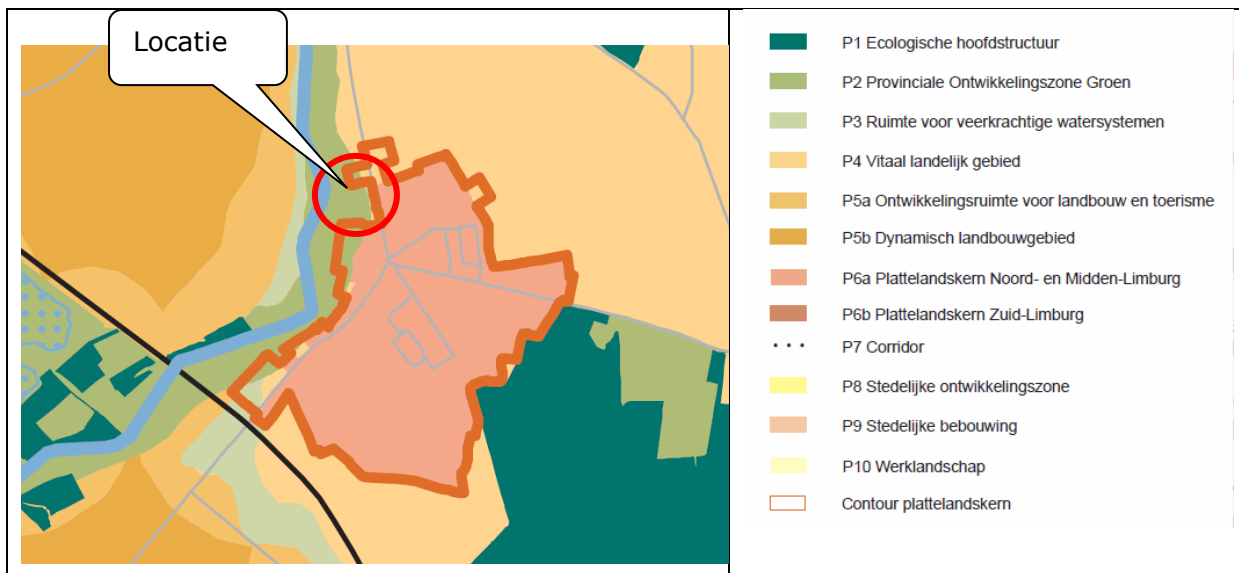 Locatie
P1 Ecologische hoofdstructuur
P2 Provinciale Ontwikkelingszone Groen
P3 Ruimte voor veerkrachtige watersystemen
P4 Vitaal landelijk gebied
P5a Ontwikkelingsruimte voor landbouw en toerisme
P5b Dynamisch landbouwgebied
P6a Plattelandskern Noord- en Midden-Limburg
P6b Plattelandskern Zuid-Limburg
P7 Corridor
P8 Stedelijke ontwikkelingszone
P9 Stedelijke bebouwing
P10 Werklandschap
Contour plattelandskern